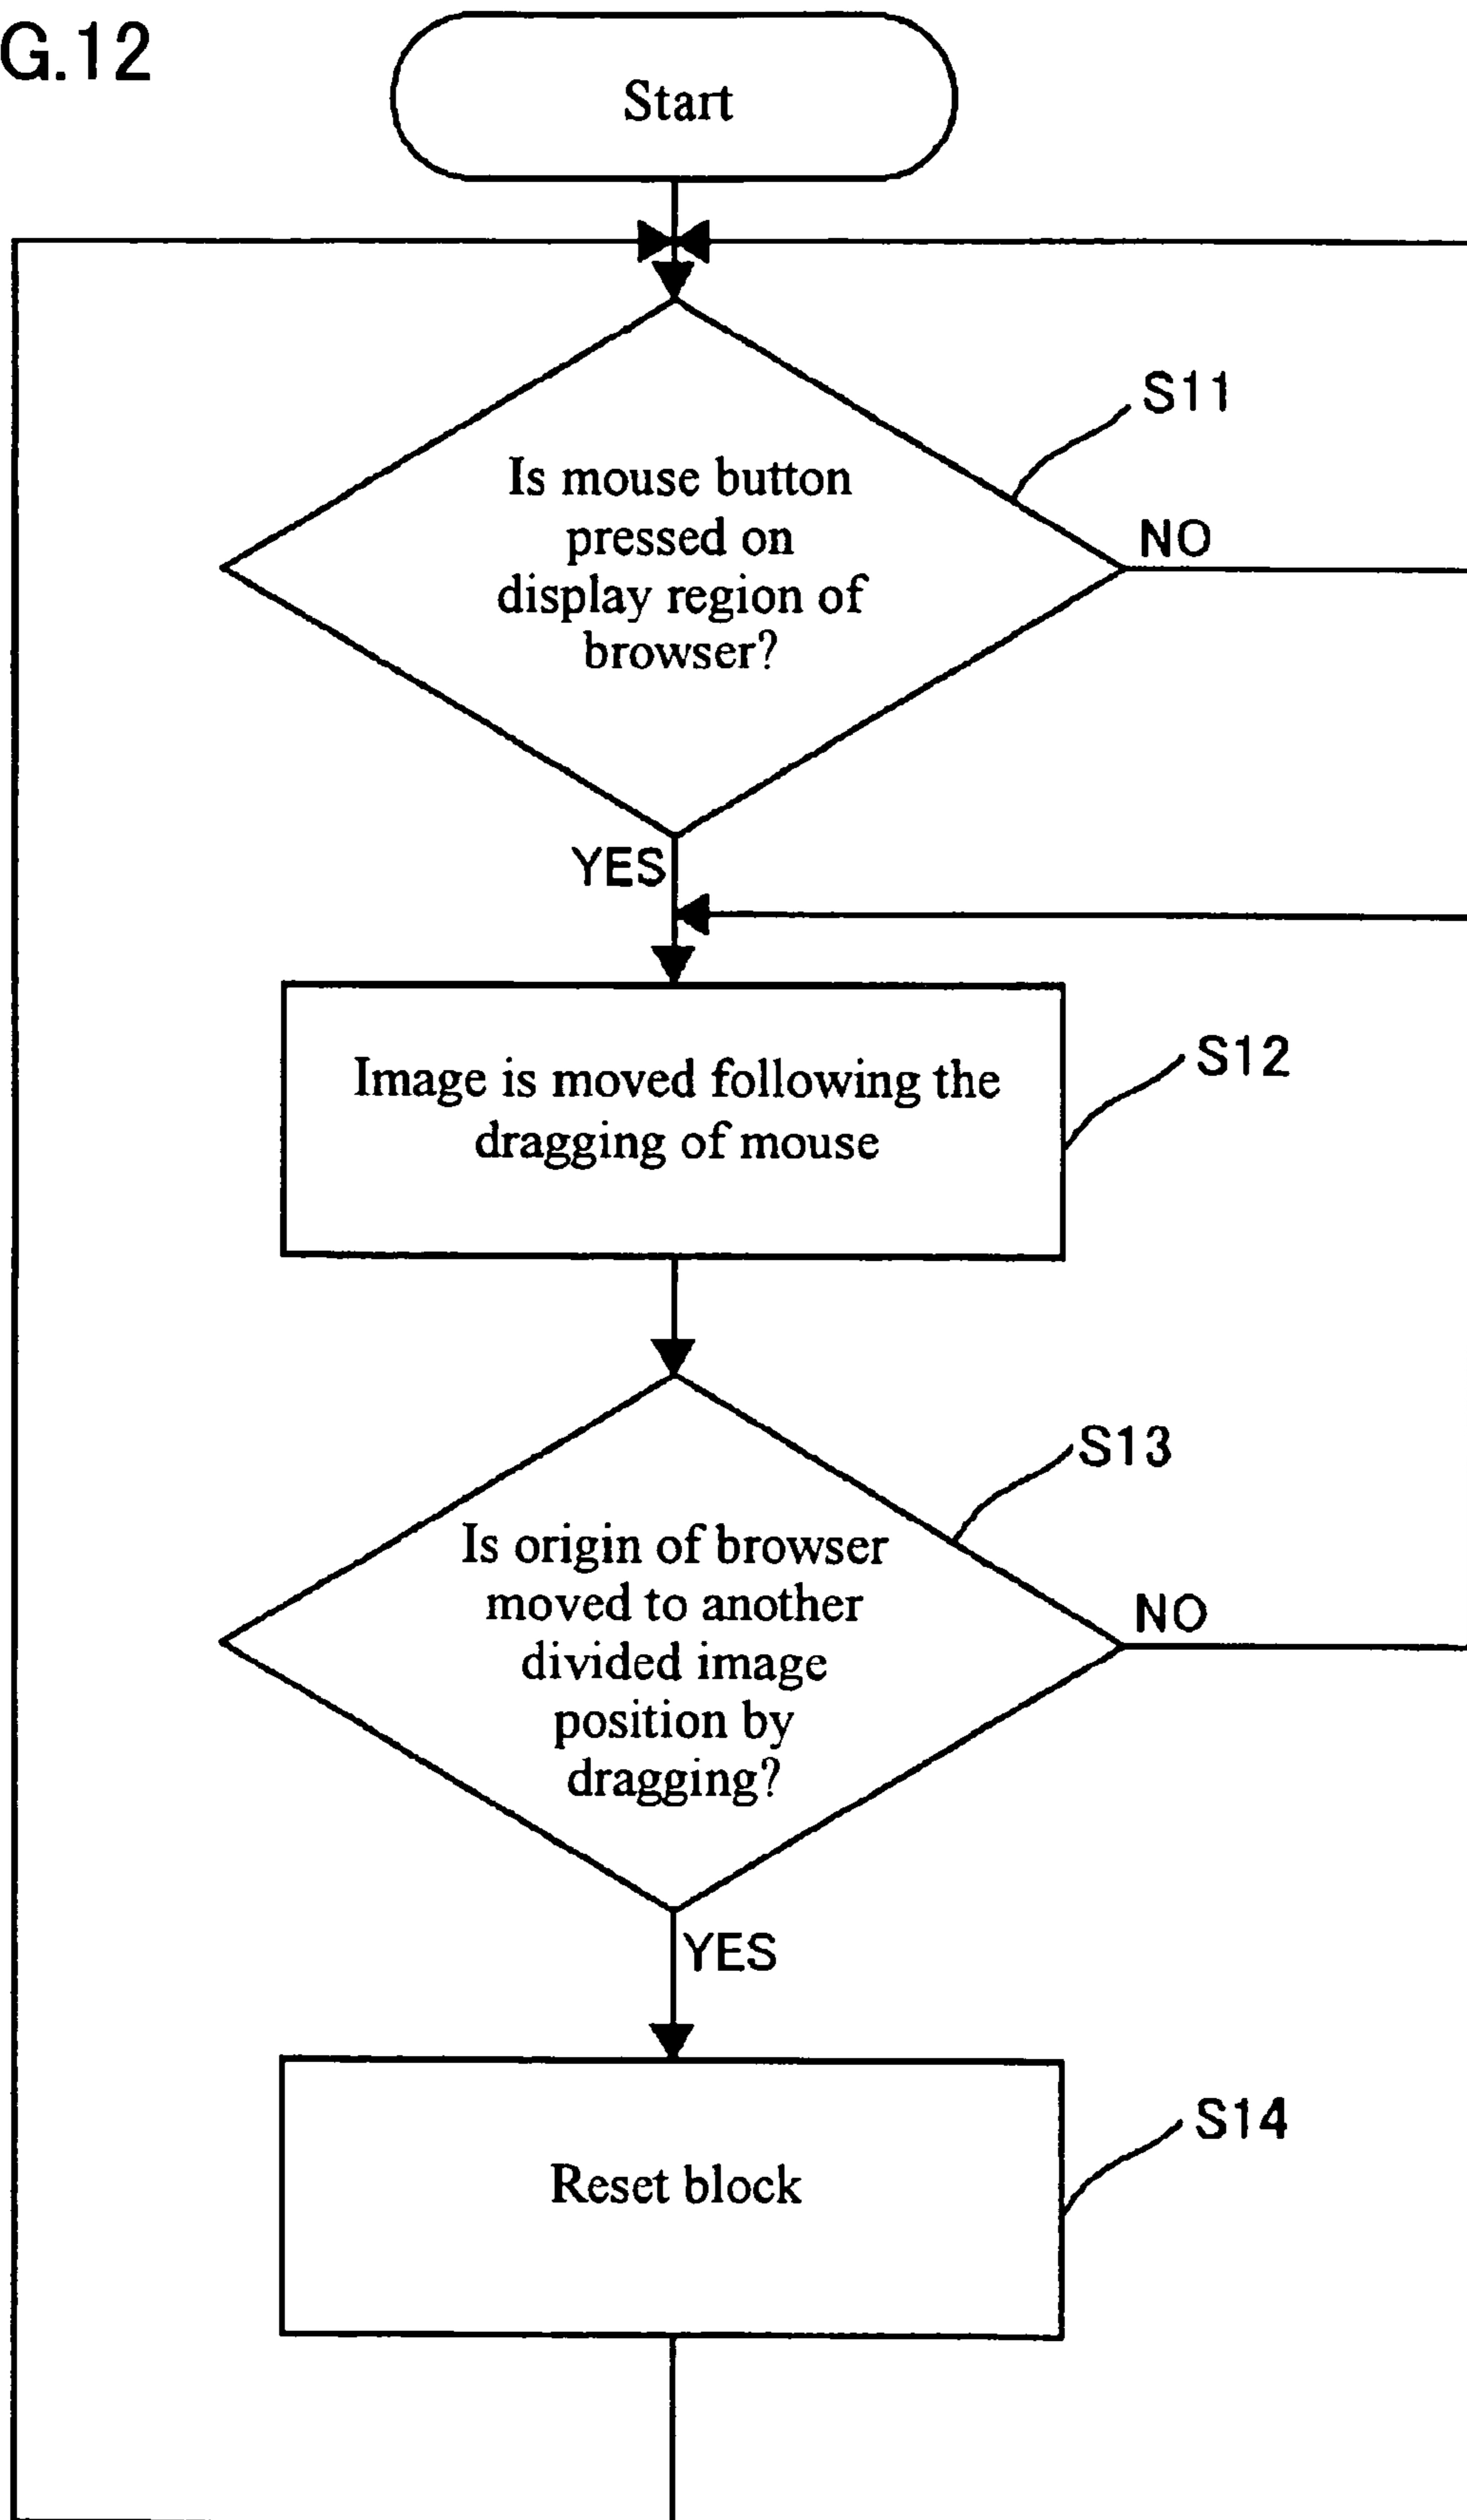 G.12
Start
S11
Is mouse button
pressed on
display region of
browser?
NO
YES
S12
Image is moved following the
dragging of mouse
S13
Is origin of browser
moved to another
divided image
position by
dragging?
NO
YES
S14
Reset block